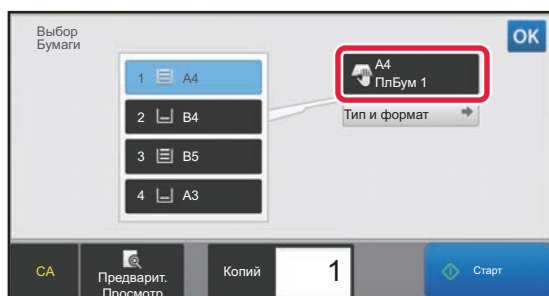 Выбор
Бумаги
OK
1 A4
2 B4
3 B5
4 A3
A4
ПлБум 1
Тип и формат
CA
Предварит.
Просмотр
Копий
1
Старт